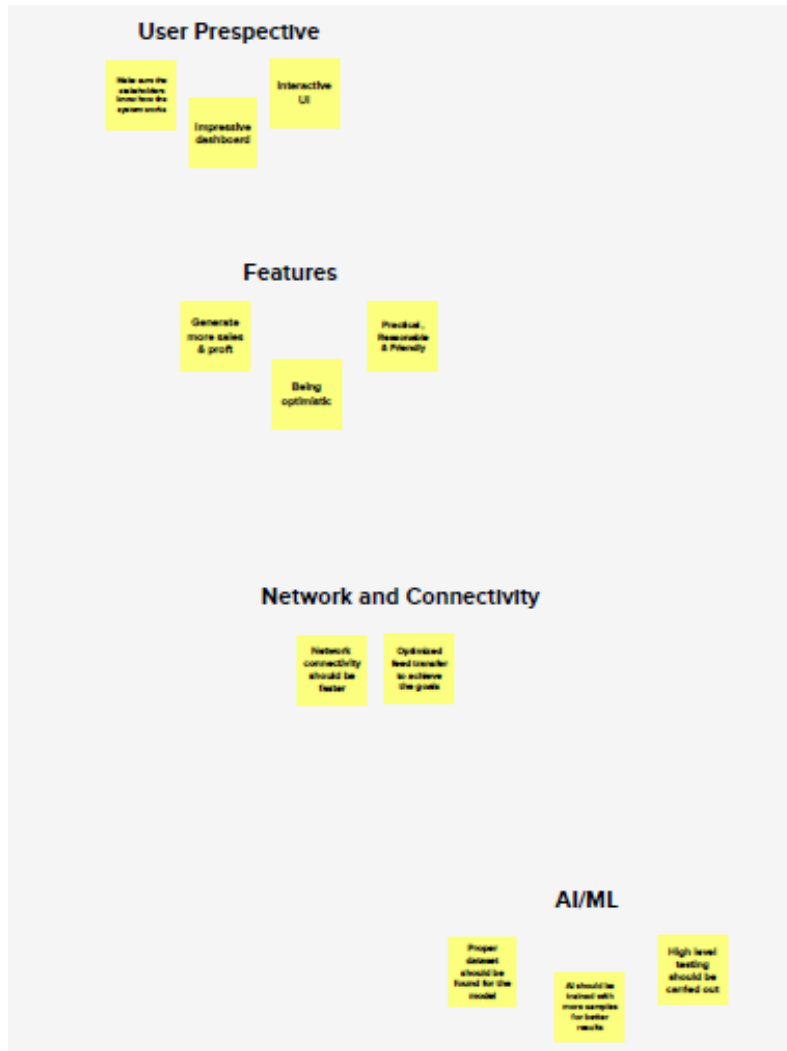 User Prespective
Make sure the
stakeholders
know how the
system works
Impressive
dashboard
Interactive
UI
Features
Generate
more sales
& proft
Being
optimistic
Practical,
Reasonable
& Friendly
Network and Connectivity
Network
connectivity
should be
faster
Optimized
feed transfer
to achieve
the goals
AI/ML
Proper
dataset
should be
found for the
model
AI should be
trained with
more samples
for better
results
High level
testing
should be
carried out